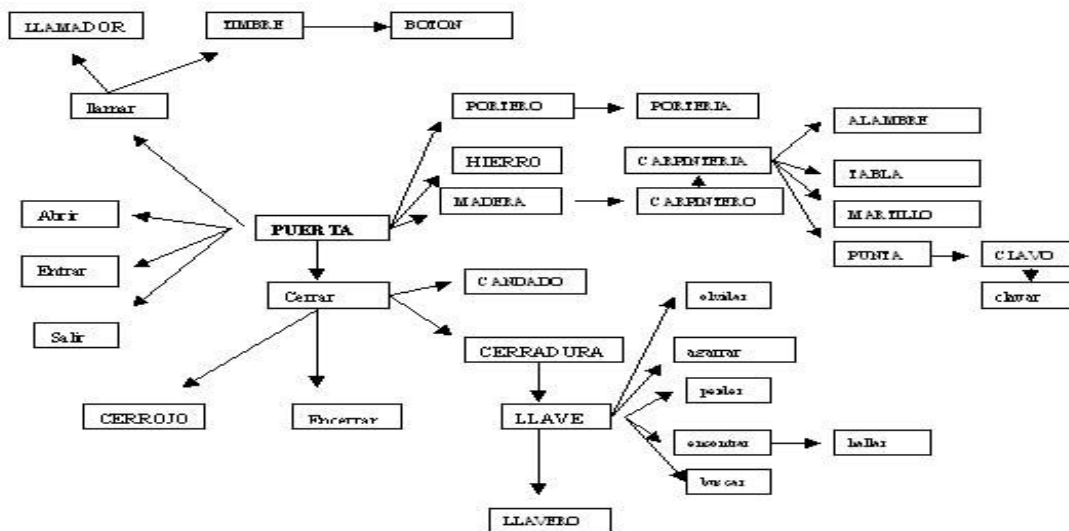 LLAMADOR
TIMBRE
BOTON
llamar
PORTERO
PORTERIA
ALAMBRE
HIERRO
CARPINTERIA
TABLA
MADERA
CARPINTERO
MARTILLO
Abrir
PUERTA
PUNTA
CLAVO
Entrar
CANDADO
olvidar
clavar
Cerrar
Salir
CERRADURA
agarrar
perder
CERROJO
Encerrar
LLAVE
encontrar
hallar
buscar
LLAVERO